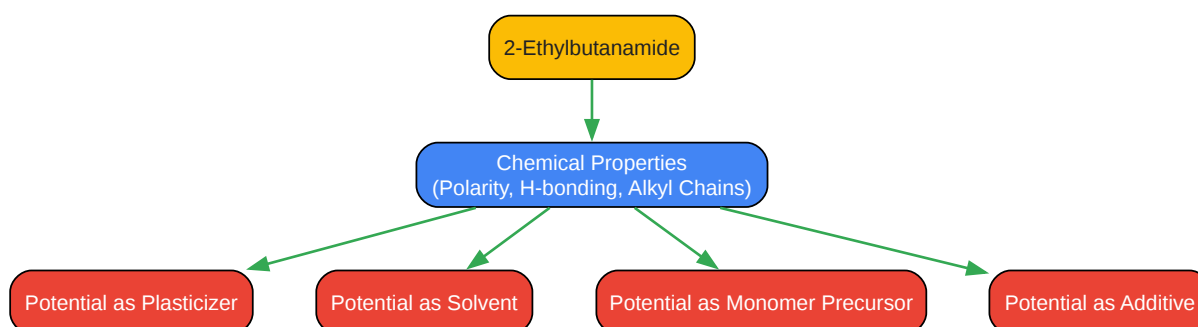 2-Ethylbutanamide
Chemical Properties
(Polarity, H-bonding, Alkyl Chains)
Potential as Plasticizer
Potential as Solvent
Potential as Monomer Precursor
Potential as Additive